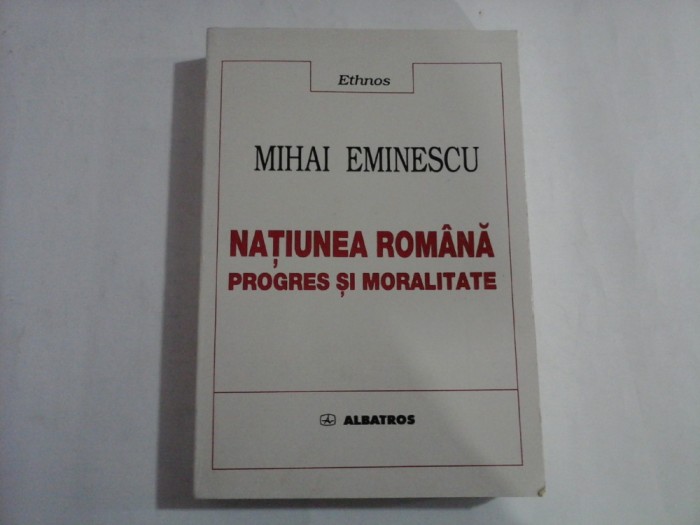 Ethnos
MIHAI EMINESCU
NAȚIUNEA ROMÂNĂ
PROGRES ȘI MORALITATE
ALBATROS